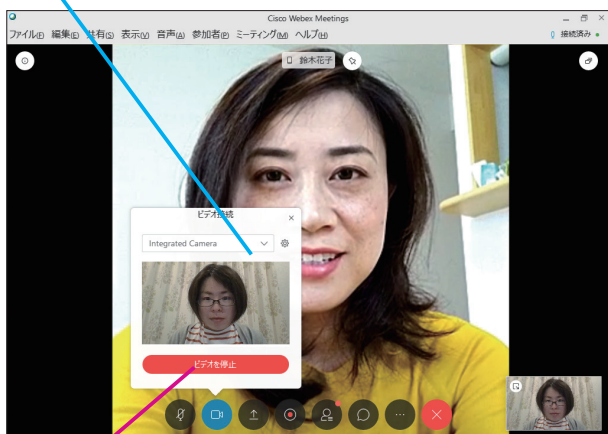 Cisco Webex Meetings
ファイル(F) 編集(E) 共有(S) 表示(V) 音声(A) 参加者(P) ミーティング(M) ヘルプ(H)
接続済み
鈴木花子
ビデオ接続
Integrated Camera
ビデオを停止